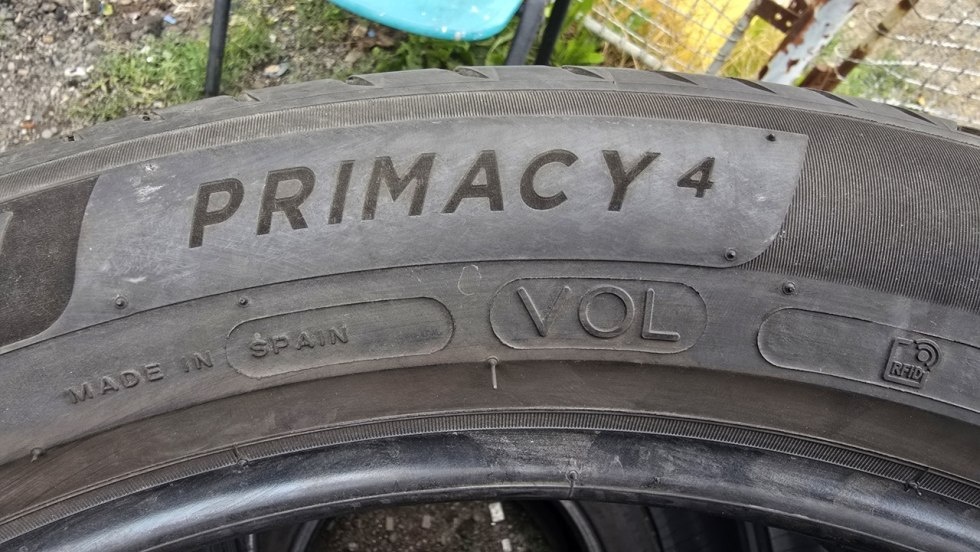 PRIMACY 4
MADE IN SPAIN
VOL
RFID